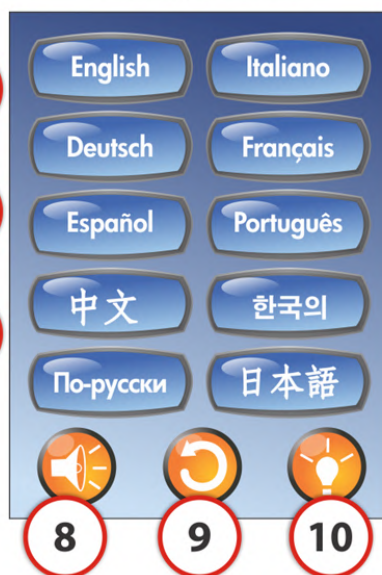 English
Italiano
Deutsch
Français
Español
Português
中文
한국의
По-русски
日本語
8
9
10